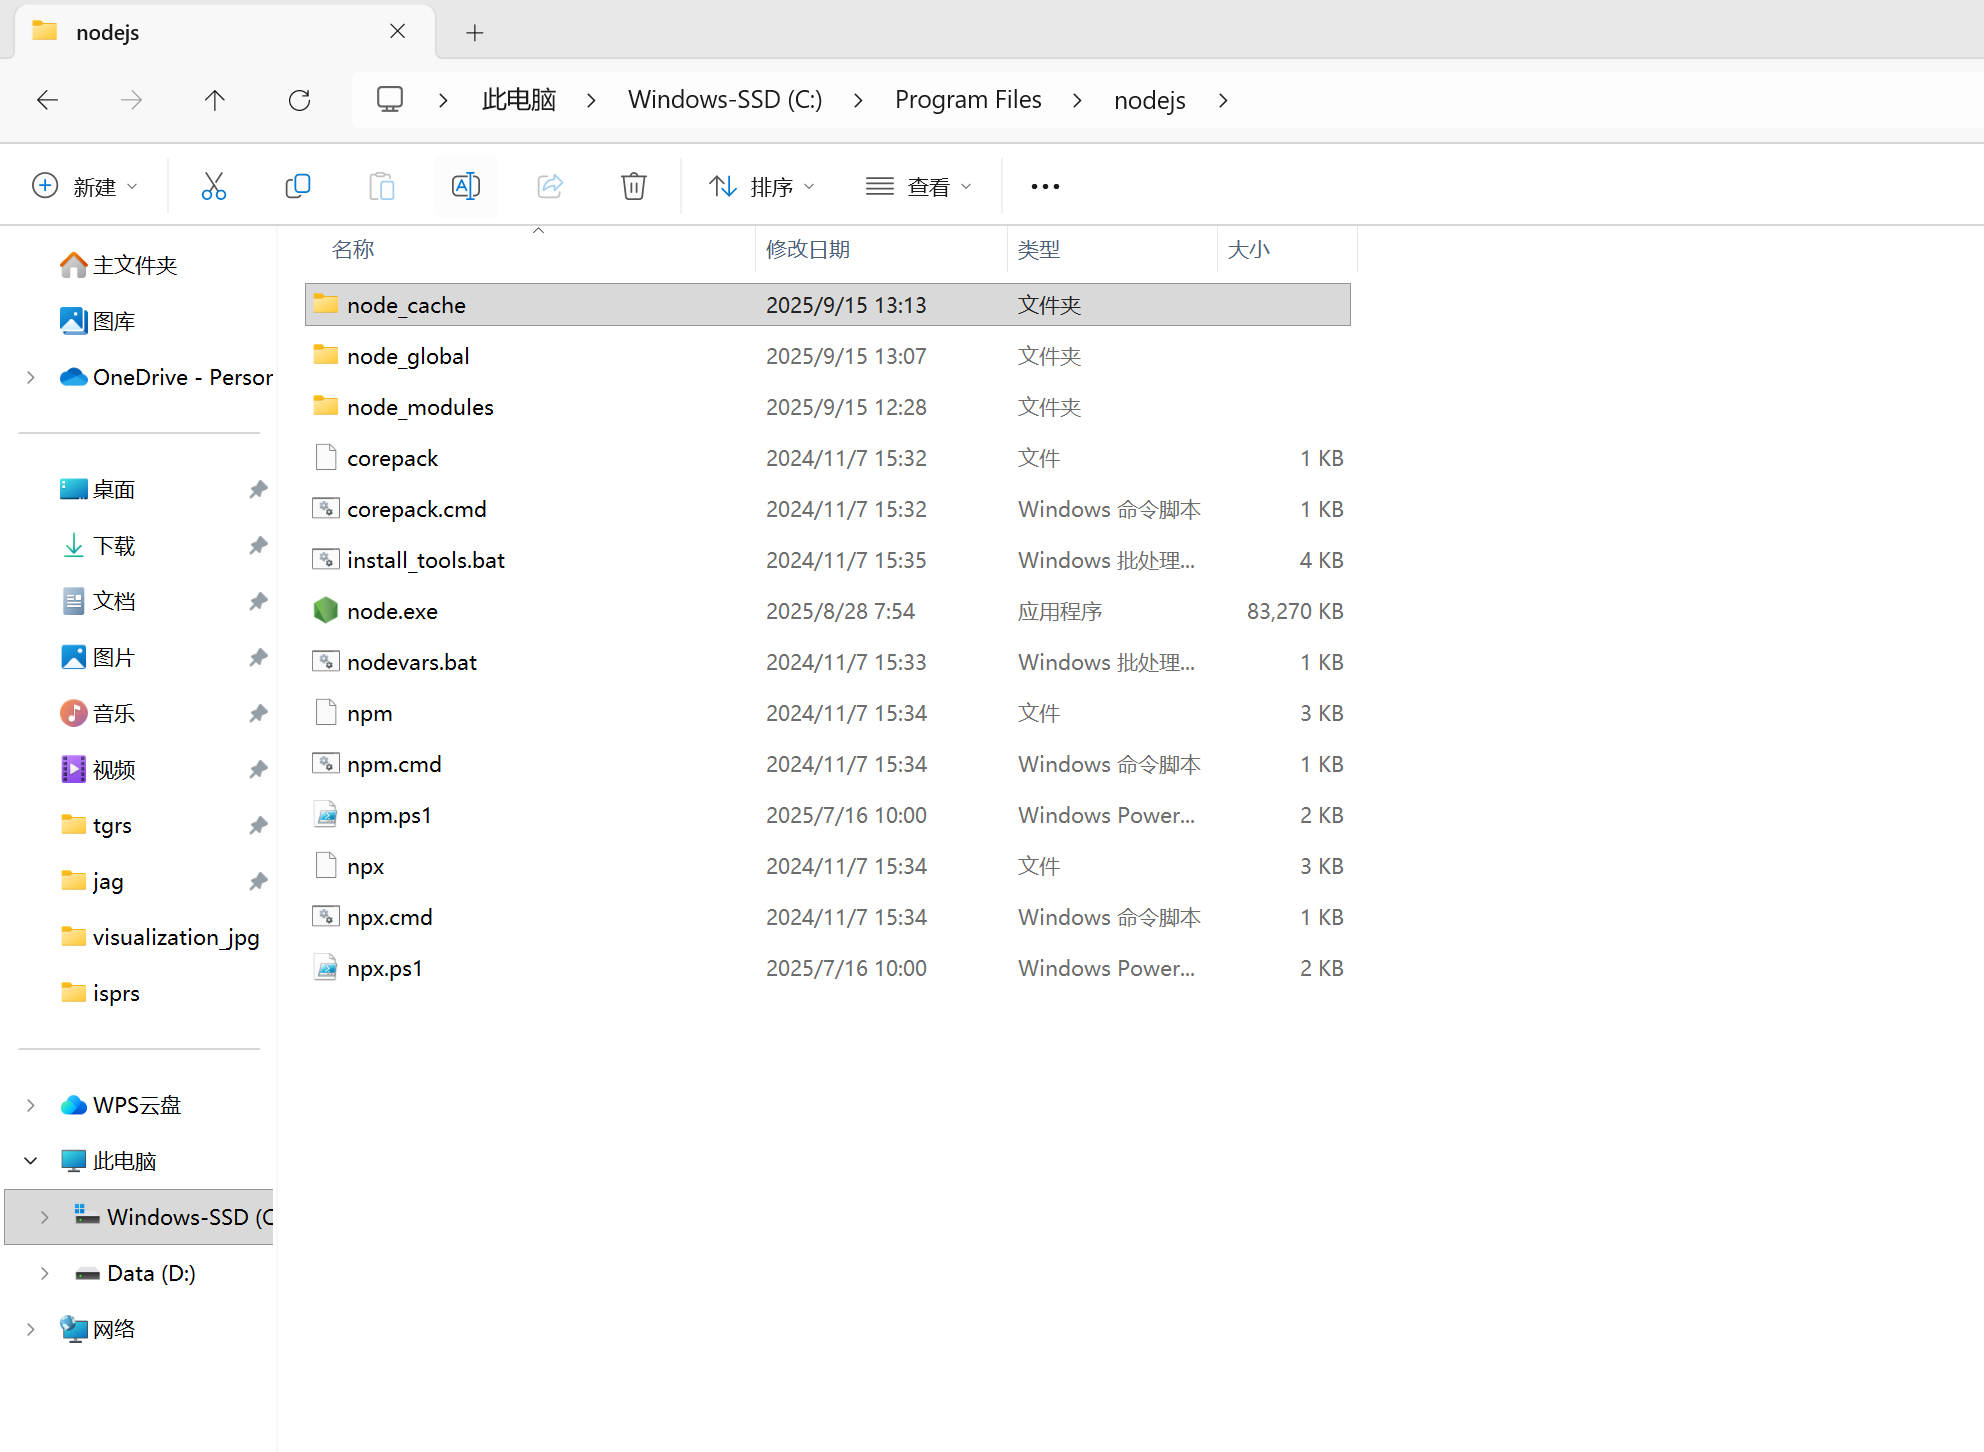 nodejs
此电脑 Windows-SSD (C:) Program Files nodejs
新建 排序 查看
名称 修改日期 类型 大小
主文件夹
图库
OneDrive - Person
桌面
下载
文档
图片
音乐
视频
tgrs
jag
visualization_jpg
isprs
WPS云盘
此电脑
Windows-SSD (C
Data (D:)
网络
node_cache 2025/9/15 13:13 文件夹
node_global 2025/9/15 13:07 文件夹
node_modules 2025/9/15 12:28 文件夹
corepack 2024/11/7 15:32 文件 1 KB
corepack.cmd 2024/11/7 15:32 Windows 命令脚本 1 KB
install_tools.bat 2024/11/7 15:35 Windows 批处理... 4 KB
node.exe 2025/8/28 7:54 应用程序 83,270 KB
nodevars.bat 2024/11/7 15:33 Windows 批处理... 1 KB
npm 2024/11/7 15:34 文件 3 KB
npm.cmd 2024/11/7 15:34 Windows 命令脚本 1 KB
npm.ps1 2025/7/16 10:00 Windows Power... 2 KB
npx 2024/11/7 15:34 文件 3 KB
npx.cmd 2024/11/7 15:34 Windows 命令脚本 1 KB
npx.ps1 2025/7/16 10:00 Windows Power... 2 KB